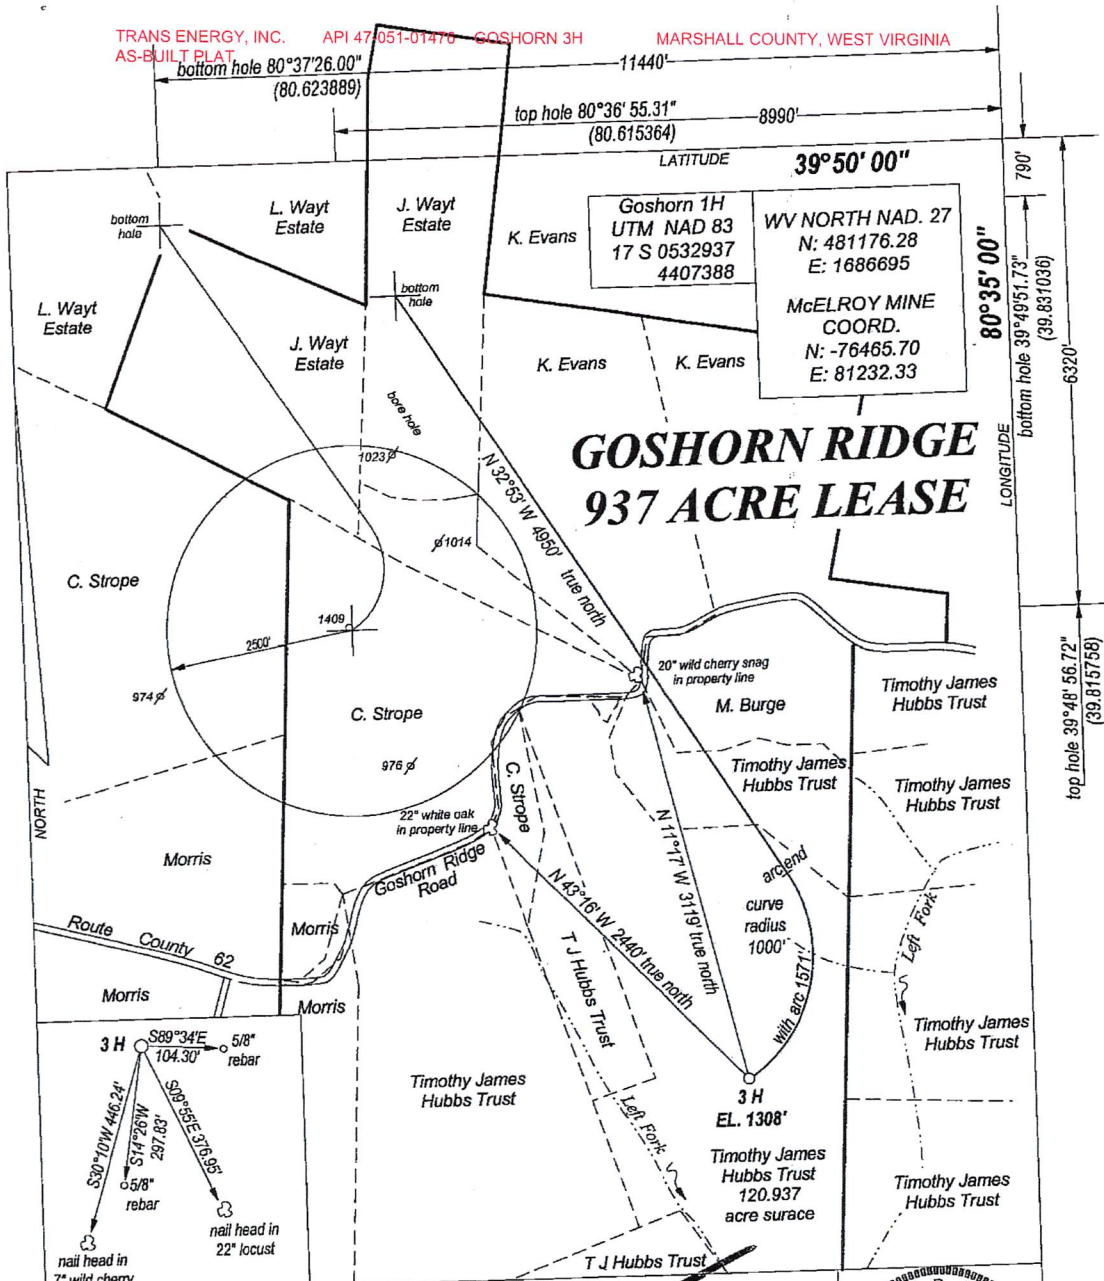 TRANS ENERGY, INC. API 47-051-01476 GOSHORN 3H MARSHALL COUNTY, WEST VIRGINIA
AS-BUILT PLAT
bottom hole 80°37'26.00"
(80.623889)
11440'
top hole 80°36' 55.31"
(80.615364)
8990'
LATITUDE 39°50' 00"
790'
bottom
hole
L. Wayt
Estate
J. Wayt
Estate
K. Evans
Goshorn 1H
UTM NAD 83
17 S 0532937
4407388
WV NORTH NAD. 27
N: 481176.28
E: 1686695
McELROY MINE
COORD.
N: -76465.70
E: 81232.33
80°35' 00"
LONGITUDE
bottom hole 39°49'51.73"
(39.831036)
6320'
bottom
hole
L. Wayt
Estate
J. Wayt
Estate
K. Evans
K. Evans
bore hole
1023
GOSHORN RIDGE
937 ACRE LEASE
N 32°53' W 4950' true north
1014
C. Strope
1409
2500'
974
C. Strope
976
20" wild cherry snag
in property line
M. Burge
Timothy James
Hubbs Trust
top hole 39°48' 56.72"
(39.815758)
Timothy James
Hubbs Trust
Timothy James
Hubbs Trust
C. Strope
22" white oak
in property line
NORTH
Morris
Goshorn Ridge
Road
N 43°16' W 2440' true north
N 11°17' W 3119' true north
arc end
curve
radius
1000'
with arc 1571'
Left Fork
Route County 62
Morris
Morris
Morris
T J Hubbs Trust
Timothy James
Hubbs Trust
3 H
S89°34'E
104.30'
5/8"
rebar
S30°10'W 446.24'
S14°26'W
297.83'
S09°55'E 376.95'
5/8"
rebar
nail head in
22" locust
nail head in
7" wild cherry
Timothy James
Hubbs Trust
Left Fork
3 H
EL. 1308'
Timothy James
Hubbs Trust
120.937
acre surace
Timothy James
Hubbs Trust
T J Hubbs Trust